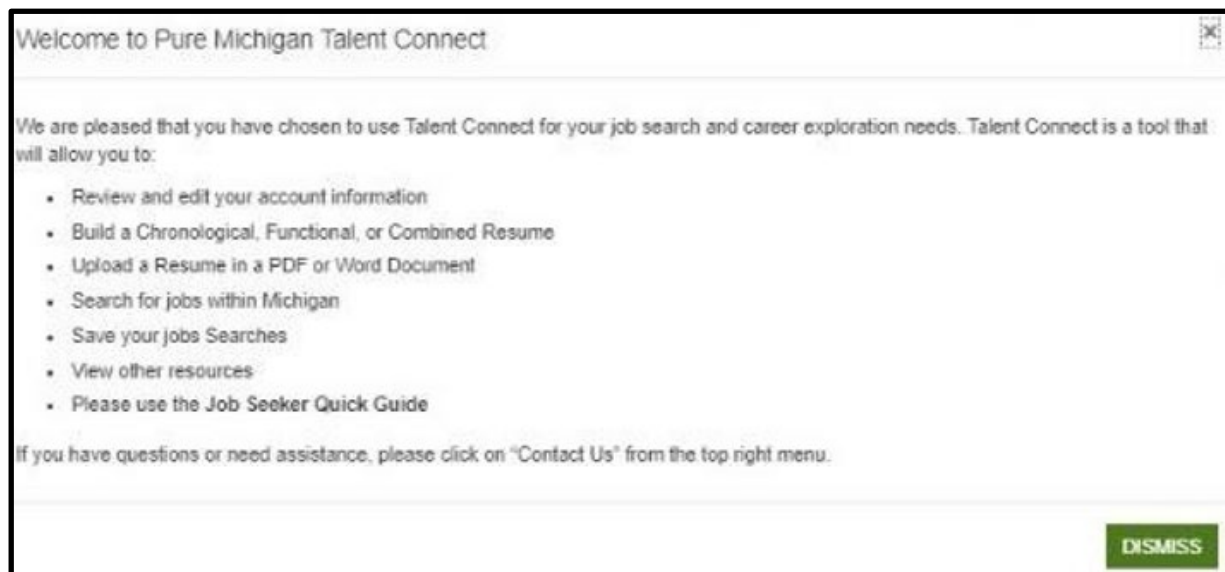 Welcome to Pure Michigan Talent Connect
We are pleased that you have chosen to use Talent Connect for your job search and career exploration needs. Talent Connect is a tool that
will allow you to:
• Review and edit your account information
• Build a Chronological, Functional, or Combined Resume
• Upload a Resume in a PDF or Word Document
• Search for jobs within Michigan
• Save your jobs Searches
• View other resources
• Please use the Job Seeker Quick Guide
If you have questions or need assistance, please click on "Contact Us" from the top right menu.
DISMISS